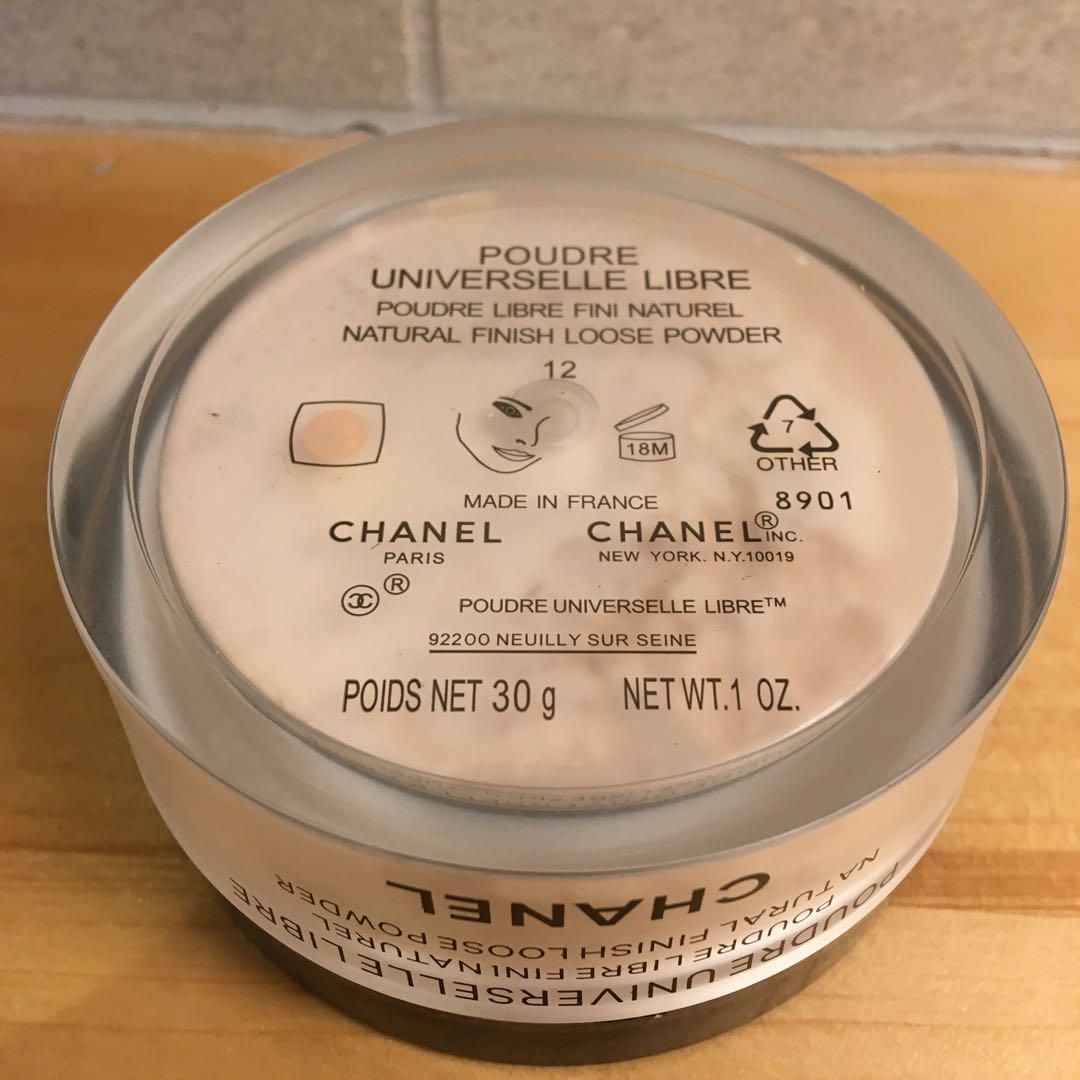 POUDRE
UNIVERSELLE LIBRE
POUDRE LIBRE FINI NATUREL
NATURAL FINISH LOOSE POWDER
12
18M
7
OTHER
MADE IN FRANCE
8901
CHANEL
PARIS
CHANEL® INC.
NEW YORK. N.Y.10019
®
POUDRE UNIVERSELLE LIBRE™
92200 NEUILLY SUR SEINE
POIDS NET 30 g NET WT.1 OZ.
CHANEL
NATURAL FINISH LOOSE POWDER
POUDRE LIBRE FINI NATUREL
POUDRE UNIVERSELLE LIBRE